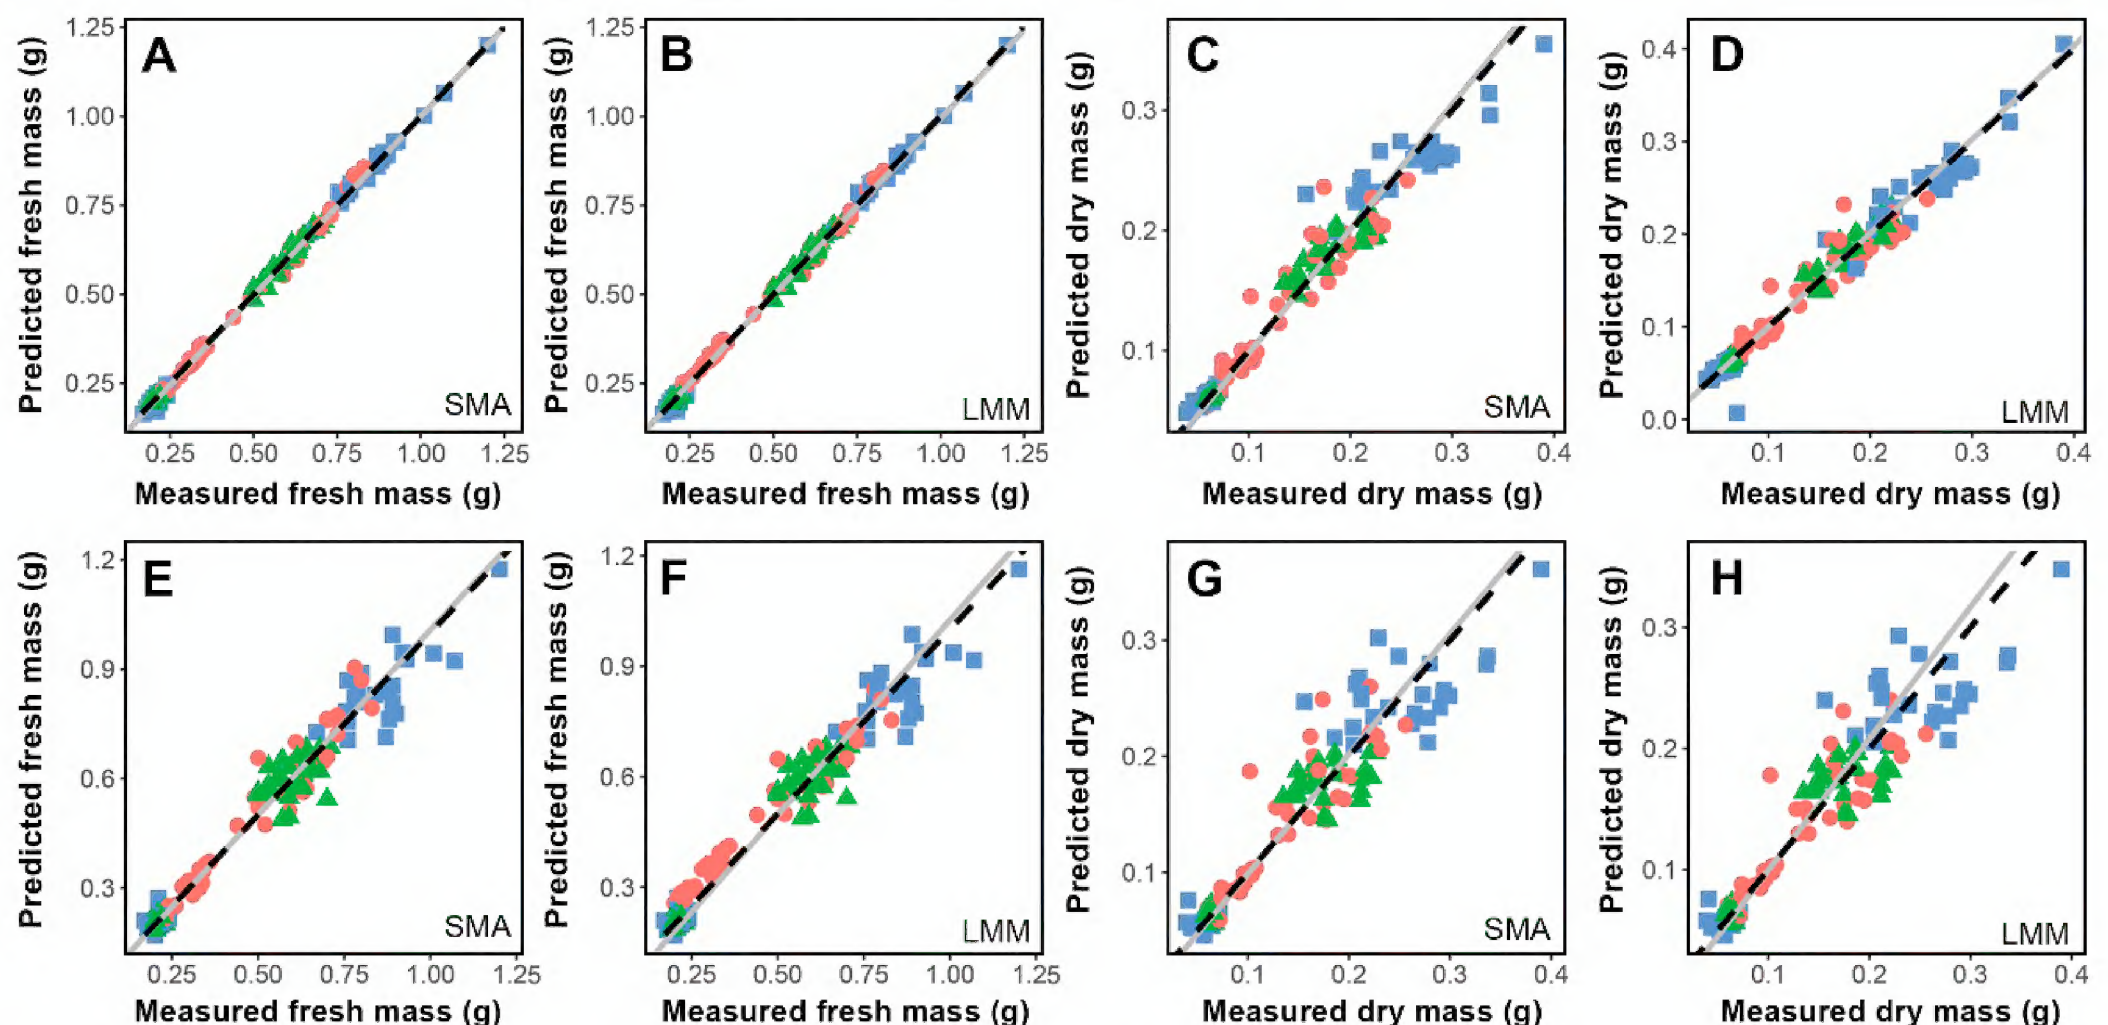 A
Predicted fresh mass (g)
1.25
1.00
0.75
0.50
0.25
SMA
0.25 0.50 0.75 1.00 1.25
Measured fresh mass (g)
B
Predicted fresh mass (g)
1.25
1.00
0.75
0.50
0.25
LMM
0.25 0.50 0.75 1.00 1.25
Measured fresh mass (g)
C
Predicted dry mass (g)
0.3
0.2
0.1
SMA
0.1 0.2 0.3 0.4
Measured dry mass (g)
D
Predicted dry mass (g)
0.4
0.3
0.2
0.1
0.0
LMM
0.1 0.2 0.3 0.4
Measured dry mass (g)
E
Predicted fresh mass (g)
1.2
0.9
0.6
0.3
SMA
0.25 0.50 0.75 1.00 1.25
Measured fresh mass (g)
F
Predicted fresh mass (g)
1.2
0.9
0.6
0.3
LMM
0.25 0.50 0.75 1.00 1.25
Measured fresh mass (g)
G
Predicted dry mass (g)
0.3
0.2
0.1
SMA
0.1 0.2 0.3 0.4
Measured dry mass (g)
H
Predicted dry mass (g)
0.3
0.2
0.1
LMM
0.1 0.2 0.3 0.4
Measured dry mass (g)